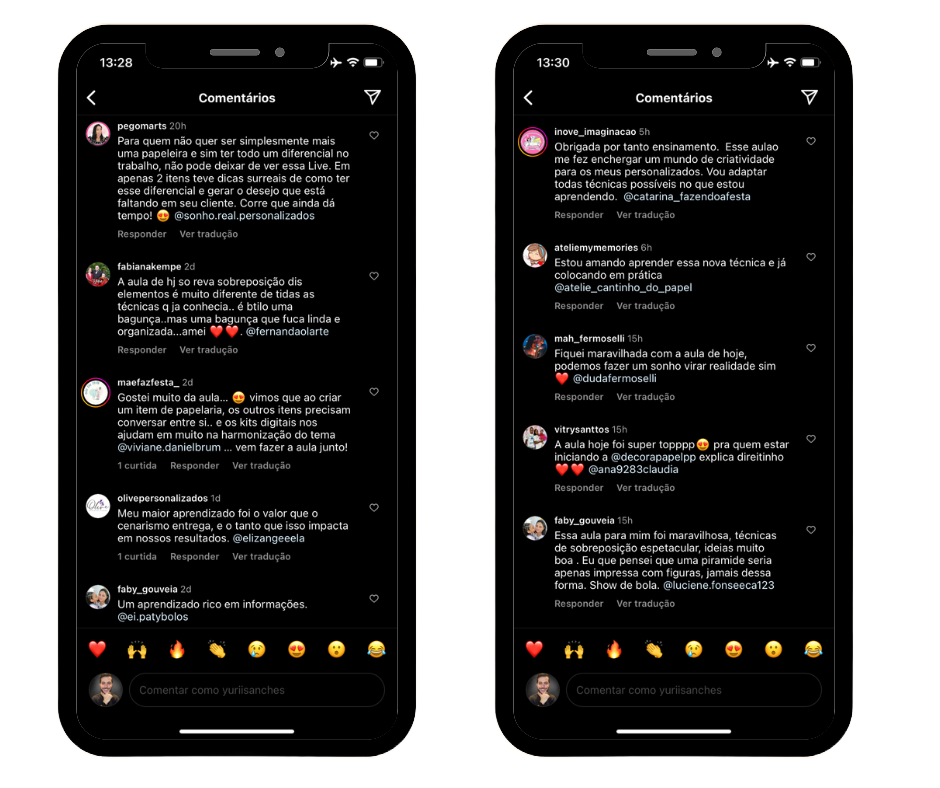 13:28
Comentários
pegomarts 20h
Para quem não quer ser simplesmente mais
uma papeleira e sim ter todo um diferencial no
trabalho, não pode deixar de ver essa Live. Em
apenas 2 itens teve dicas surreais de como ter
esse diferencial e gerar o desejo que está
faltando em seu cliente. Corre que ainda dá
tempo! 😍 @sonho.real.personalizados
Responder Ver tradução
fabianakempe 2d
A aula de hj so reva sobreposição dis
elementos é muito diferente de tidas as
técnicas q ja conhecia.. é btilo uma
bagunça..mas uma bagunça que fuca linda e
organizada...amei ❤️❤️. @fernandaolarte
Responder Ver tradução
maefazfesta_ 2d
Gostei muito da aula... 😍 vimos que ao criar
um item de papelaria, os outros itens precisam
conversar entre si.. e os kits digitais nos
ajudam em muito na harmonização do tema
@viviane.danielbrum ... vem fazer a aula junto!
1 curtida Responder Ver tradução
olivepersonalizados 1d
Meu maior aprendizado foi o valor que o
cenarismo entrega, e o tanto que isso impacta
em nossos resultados. @elizangeeela
1 curtida Responder Ver tradução
faby_gouveia 2d
Um aprendizado rico em informações.
@ei.patybolos
❤️ 🙌 🔥 👏 😢 😍 😮 😂
Comentar como yuriisanches
13:30
Comentários
inove_imaginacao 5h
Obrigada por tanto ensinamento. Esse aulao
me fez enchergar um mundo de criatividade
para os meus personalizados. Vou adaptar
todas técnicas possíveis no que estou
aprendendo. @catarina_fazendoafesta
Responder Ver tradução
ateliemymemories 6h
Estou amando aprender essa nova técnica e já
colocando em prática
@atelie_cantinho_do_papel
Responder Ver tradução
mah_fermoselli 15h
Fiquei maravilhada com a aula de hoje,
podemos fazer um sonho virar realidade sim
❤️ @dudafermoselli
Responder Ver tradução
vitrysanttos 15h
A aula hoje foi super topppp😍 pra quem estar
iniciando a @decorapapelpp explica direitinho
❤️❤️ @ana9283claudia
Responder Ver tradução
faby_gouveia 15h
Essa aula para mim foi maravilhosa, técnicas
de sobreposição espetacular, ideias muito
boa . Eu que pensei que uma piramide seria
apenas impressa com figuras, jamais dessa
forma. Show de bola. @luciene.fonseeca123
Responder Ver tradução
❤️ 🙌 🔥 👏 😢 😍 😮 😂
Comentar como yuriisanches